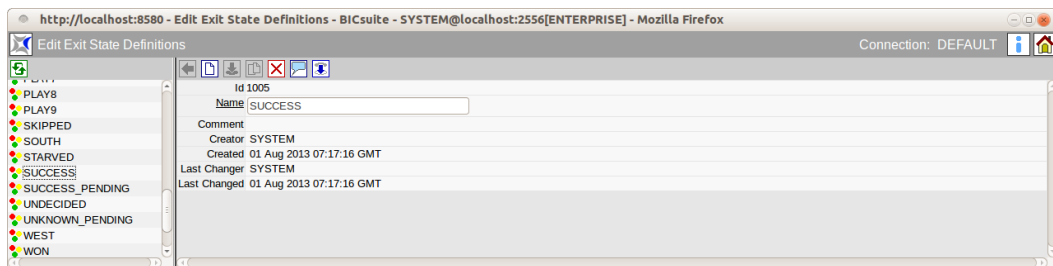 http://localhost:8580 - Edit Exit State Definitions - BICsuite - SYSTEM@localhost:2556[ENTERPRISE] - Mozilla Firefox
Edit Exit State Definitions
Connection: DEFAULT
PLAY8
PLAY9
SKIPPED
SOUTH
STARVED
SUCCESS
SUCCESS_PENDING
UNDECIDED
UNKNOWN_PENDING
WEST
WON
Id 1005
Name SUCCESS
Comment
Creator SYSTEM
Created 01 Aug 2013 07:17:16 GMT
Last Changer SYSTEM
Last Changed 01 Aug 2013 07:17:16 GMT